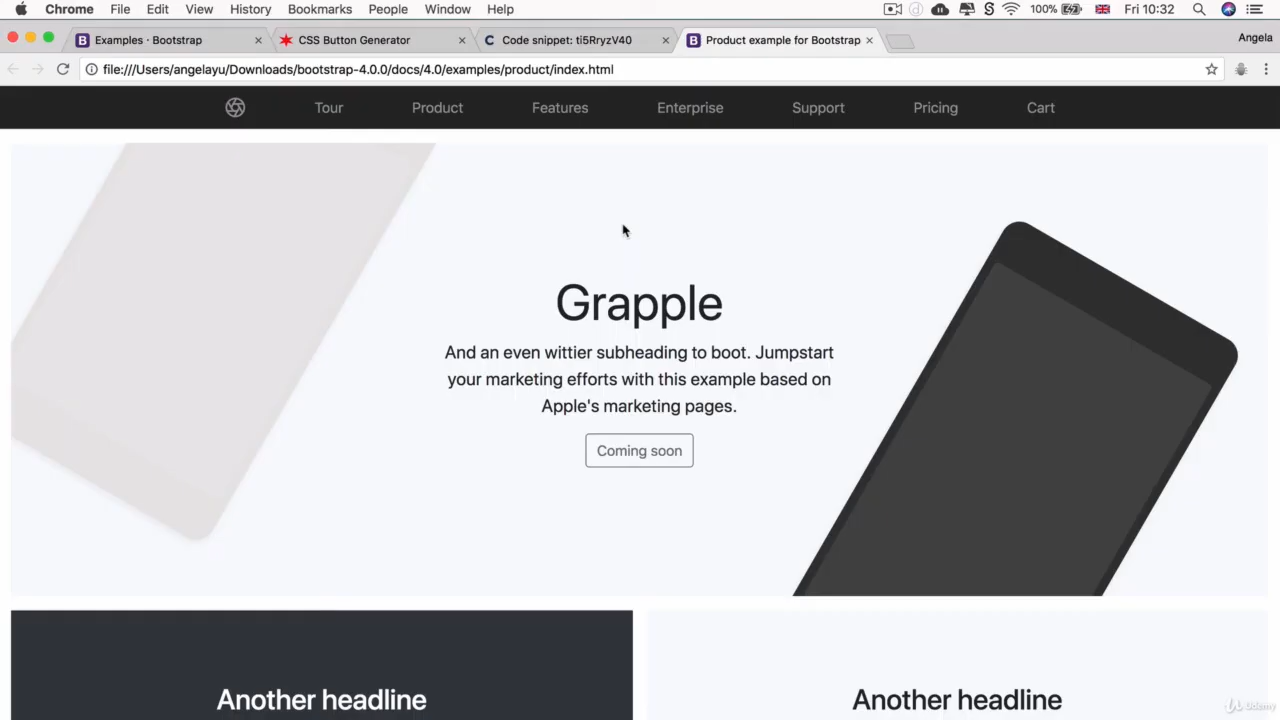 Chrome File Edit View History Bookmarks People Window Help 100% Fri 10:32
Examples · Bootstrap CSS Button Generator Code snippet: ti5RryzV40 Product example for Bootstrap Angela
file:///Users/angelayu/Downloads/bootstrap-4.0.0/docs/4.0/examples/product/index.html
Tour Product Features Enterprise Support Pricing Cart
Grapple
And an even wittier subheading to boot. Jumpstart
your marketing efforts with this example based on
Apple's marketing pages.
Coming soon
Another headline Another headline
Udemy